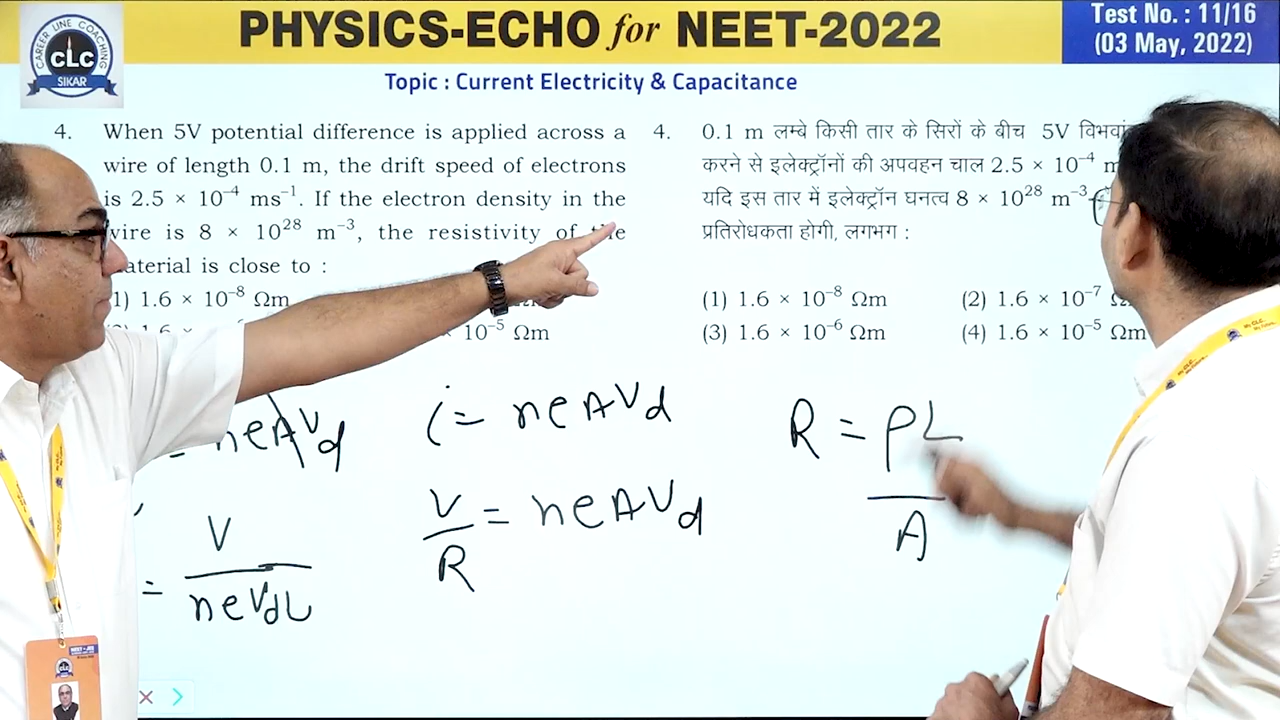 PHYSICS-ECHO for NEET-2022
Test No. : 11/16
(03 May, 2022)
CAREER LINE COACHING
CLC
SIKAR
Topic : Current Electricity & Capacitance
4. When 5V potential difference is applied across a
wire of length 0.1 m, the drift speed of electrons
is 2.5 × 10⁻⁴ ms⁻¹. If the electron density in the
wire is 8 × 10²⁸ m⁻³, the resistivity of the
material is close to :
(1) 1.6 × 10⁻⁸ Ωm
10⁻⁵ Ωm
4. 0.1 m लम्बे किसी तार के सिरों के बीच 5V
करने से इलेक्ट्रॉनों की अपवहन चाल 2.5 × 10⁻⁴
यदि इस तार में इलेक्ट्रॉन घनत्व 8 × 10²⁸ m⁻³
प्रतिरोधकता होगी, लगभग :
(1) 1.6 × 10⁻⁸ Ωm (2) 1.6 × 10⁻⁷
(3) 1.6 × 10⁻⁶ Ωm (4) 1.6 × 10⁻⁵ Ωm
= neAVd
i = neAVd
R = ρL/A
V/R = neAVd
= V/neVdL
CLC